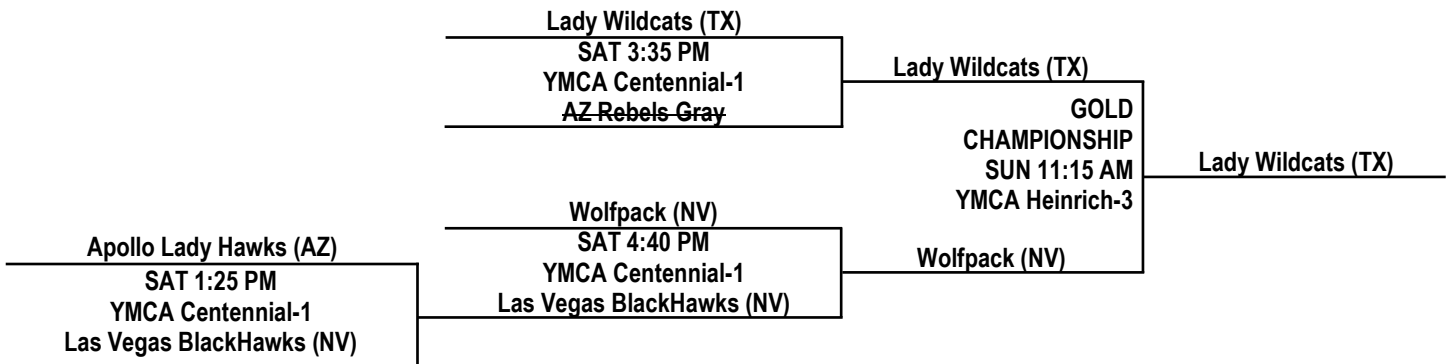 Lady Wildcats (TX)
SAT 3:35 PM
YMCA Centennial-1
AZ Rebels Gray
Lady Wildcats (TX)
GOLD
CHAMPIONSHIP
SUN 11:15 AM
YMCA Heinrich-3
Lady Wildcats (TX)
Wolfpack (NV)
SAT 4:40 PM
YMCA Centennial-1
Las Vegas BlackHawks (NV)
Wolfpack (NV)
Apollo Lady Hawks (AZ)
SAT 1:25 PM
YMCA Centennial-1
Las Vegas BlackHawks (NV)